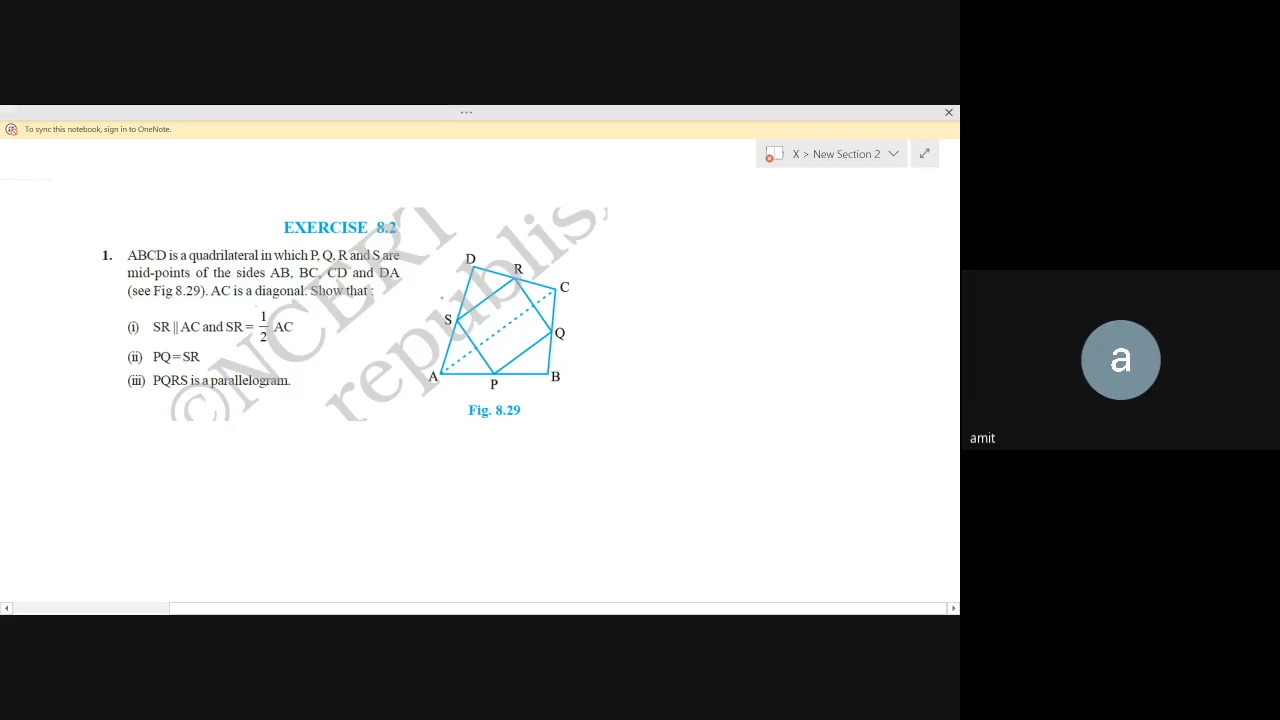 To sync this notebook, sign in to OneNote.
X > New Section 2
EXERCISE 8.2
1. ABCD is a quadrilateral in which P, Q, R and S are
mid-points of the sides AB, BC, CD and DA
(see Fig 8.29). AC is a diagonal. Show that :
(i) SR || AC and SR = 1/2 AC
(ii) PQ = SR
(iii) PQRS is a parallelogram.
D
R
C
S
Q
A
P
B
Fig. 8.29
©NCERT
republis
a
amit